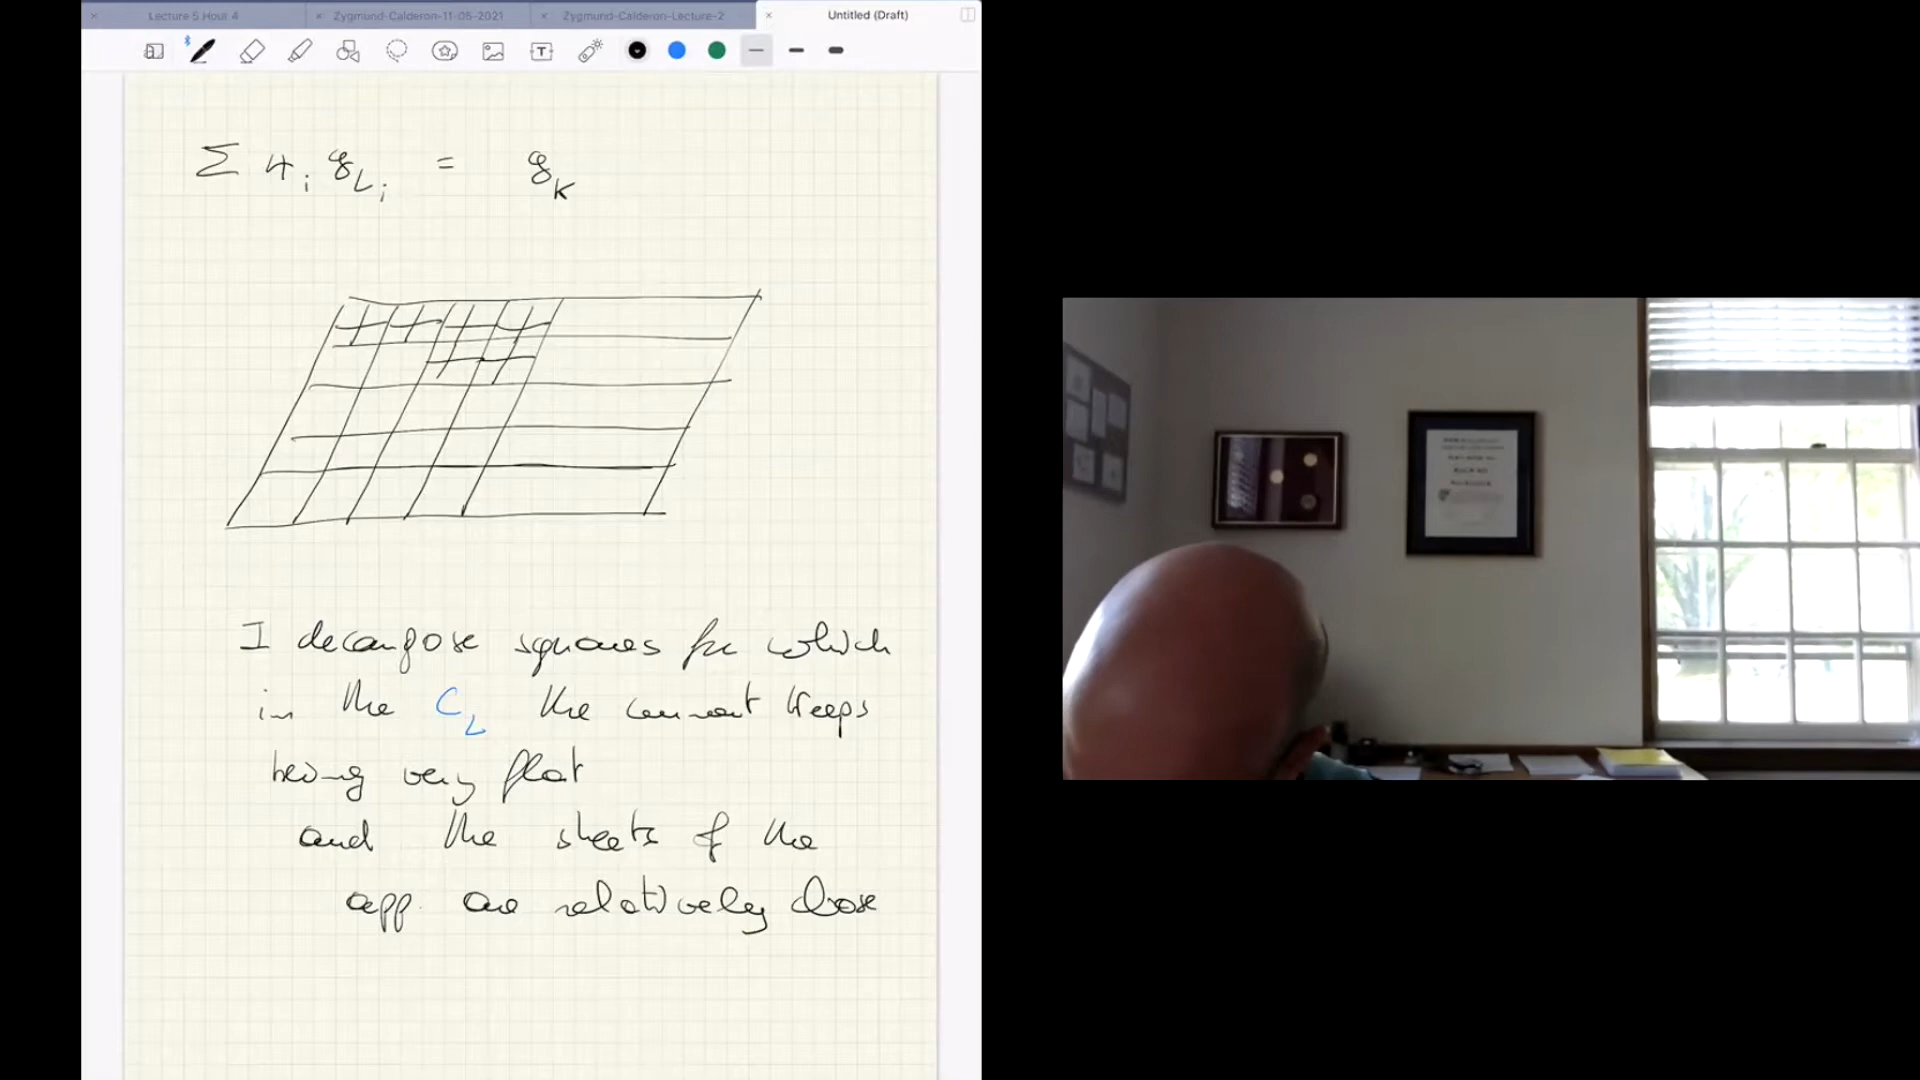 Lecture 5 Hour 4
Zygmund-Calderon-11-05-2021
Zygmund-Calderon-Lecture-2
Untitled (Draft)
Σ 4_i g_{L_i} = g_K
I decompose squares for which
in the C_L the current keeps
being very flat
and the sheets of the
app. are relatively close